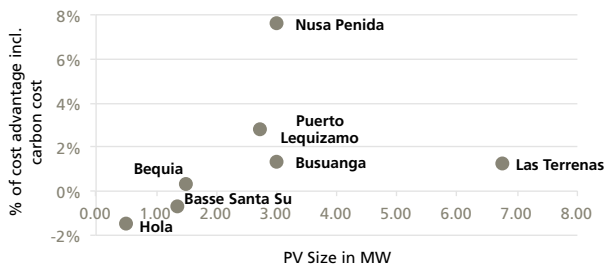 % of cost advantage incl.
carbon cost
8%
6%
4%
2%
0%
-2%
Nusa Penida
Puerto
Lequizamo
Busuanga
Las Terrenas
Bequia
Basse Santa Su
Hola
0.00 1.00 2.00 3.00 4.00 5.00 6.00 7.00 8.00
PV Size in MW